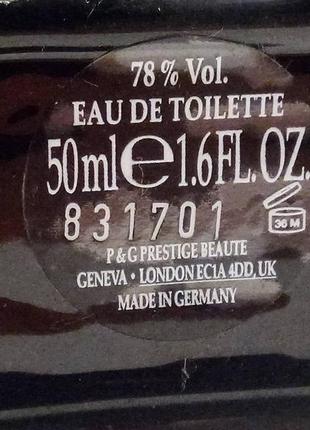 78% Vol.
EAU DE TOILETTE
50ml e 1.6FL.OZ.
831701
36 M
P&G PRESTIGE BEAUTE
GENEVA · LONDON EC1A 4DD, UK
MADE IN GERMANY